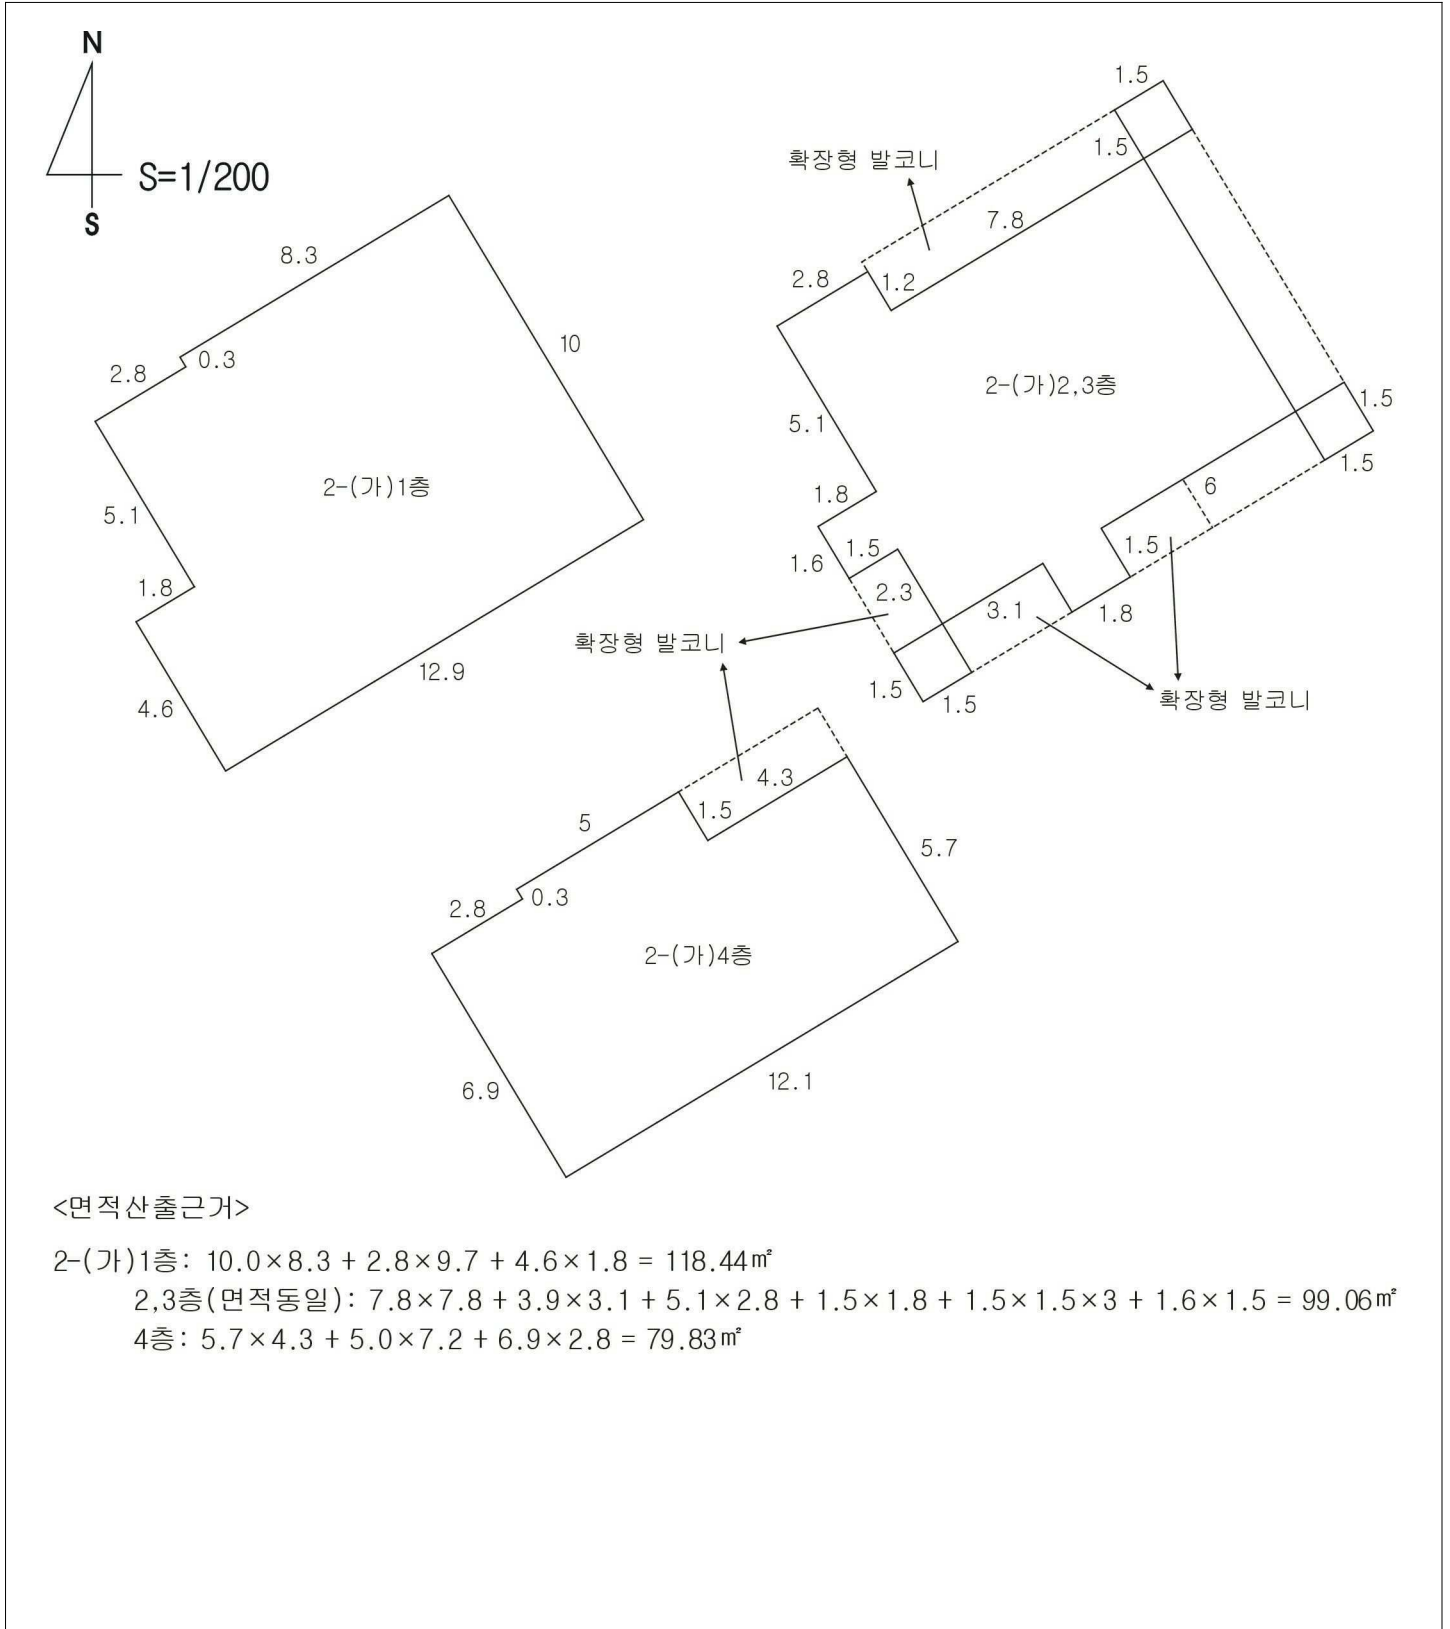 N
S=1/200
S
8.3
0.3
2.8
10
2-(가)1층
5.1
1.8
4.6
12.9
1.5
1.5
확장형 발코니
7.8
2.8
1.2
2-(가)2,3층
5.1
1.5
1.5
1.8
6
1.5
1.6
1.5
2.3
3.1
1.8
확장형 발코니
1.5
1.5
확장형 발코니
4.3
1.5
5
5.7
2.8
0.3
2-(가)4층
6.9
12.1
<면적산출근거>
2-(가)1층: 10.0×8.3 + 2.8×9.7 + 4.6×1.8 = 118.44㎡
2,3층(면적동일): 7.8×7.8 + 3.9×3.1 + 5.1×2.8 + 1.5×1.8 + 1.5×1.5×3 + 1.6×1.5 = 99.06㎡
4층: 5.7×4.3 + 5.0×7.2 + 6.9×2.8 = 79.83㎡